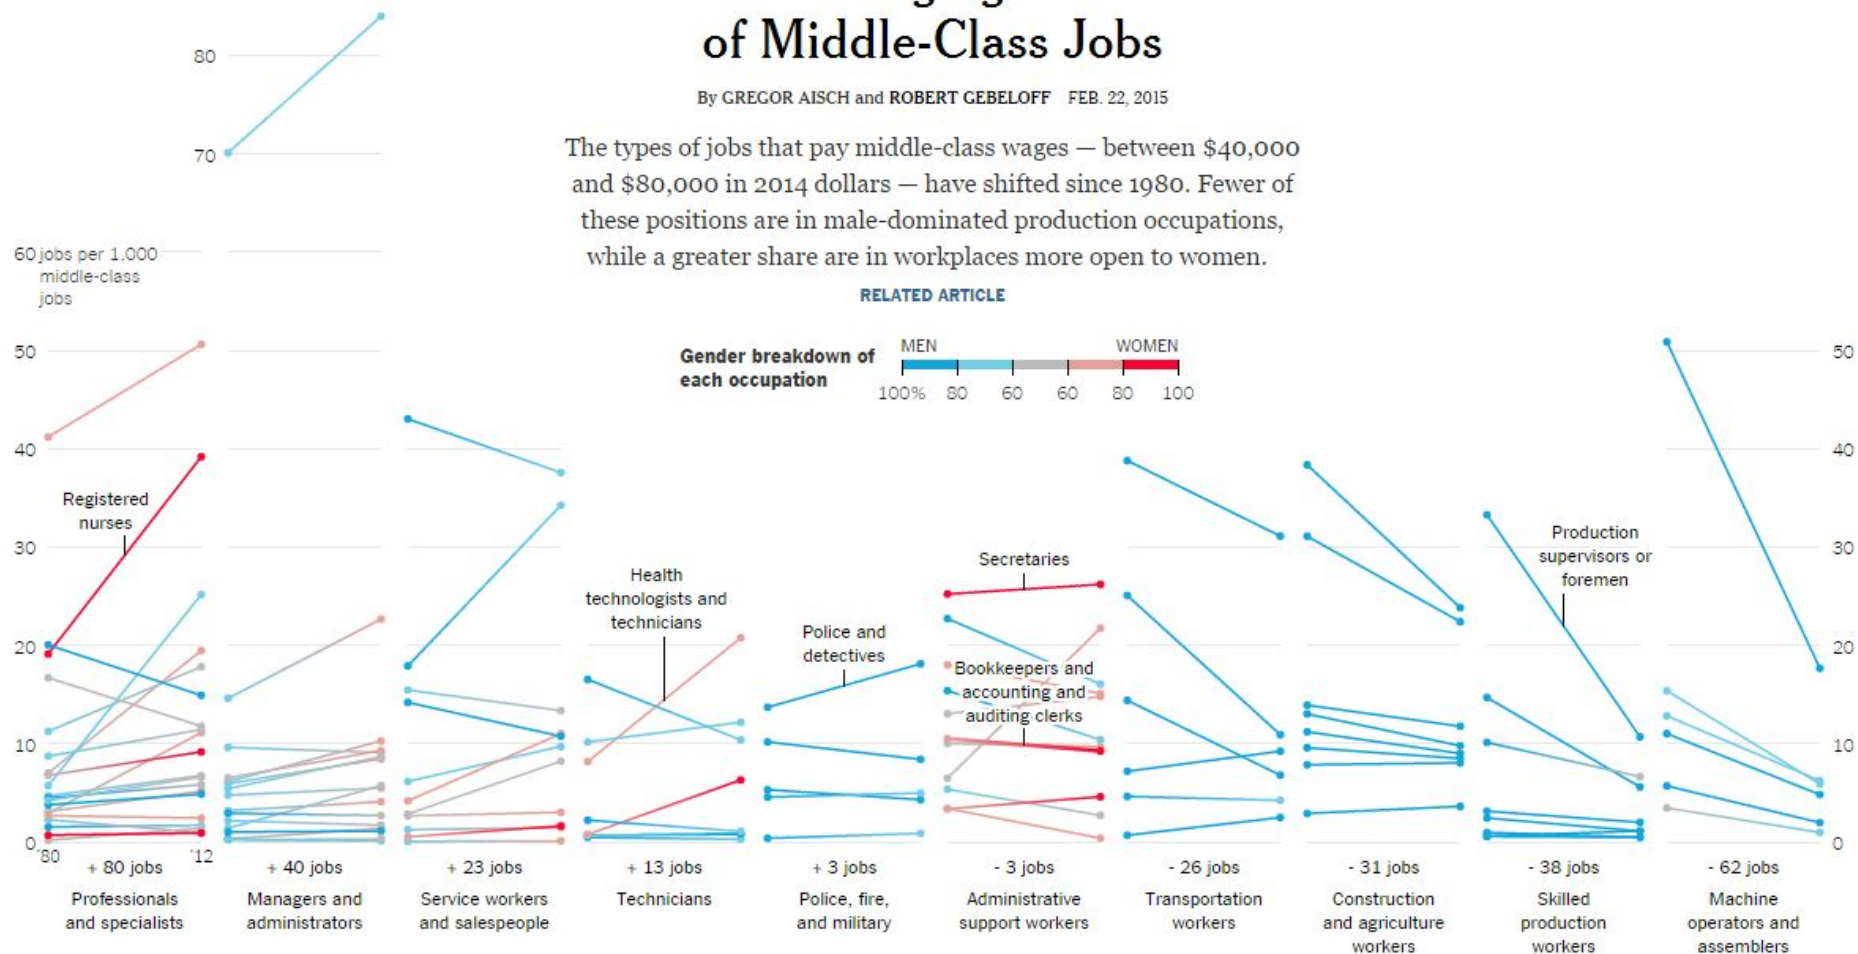 of Middle-Class Jobs
By GREGOR AISCH and ROBERT GEBELOFF FEB. 22, 2015
The types of jobs that pay middle-class wages — between $40,000
and $80,000 in 2014 dollars — have shifted since 1980. Fewer of
these positions are in male-dominated production occupations,
while a greater share are in workplaces more open to women.
RELATED ARTICLE
Gender breakdown of
each occupation
MEN WOMEN
100% 80 60 60 80 100
80
70
60 jobs per 1.000
middle-class
jobs
50
40
30
20
10
0
Registered
nurses
Health
technologists and
technicians
Police and
detectives
Secretaries
Bookkeepers and
accounting and
auditing clerks
Production
supervisors or
foremen
50
40
30
20
10
0
'80 '12
+ 80 jobs
Professionals
and specialists
+ 40 jobs
Managers and
administrators
+ 23 jobs
Service workers
and salespeople
+ 13 jobs
Technicians
+ 3 jobs
Police, fire,
and military
- 3 jobs
Administrative
support workers
- 26 jobs
Transportation
workers
- 31 jobs
Construction
and agriculture
workers
- 38 jobs
Skilled
production
workers
- 62 jobs
Machine
operators and
assemblers